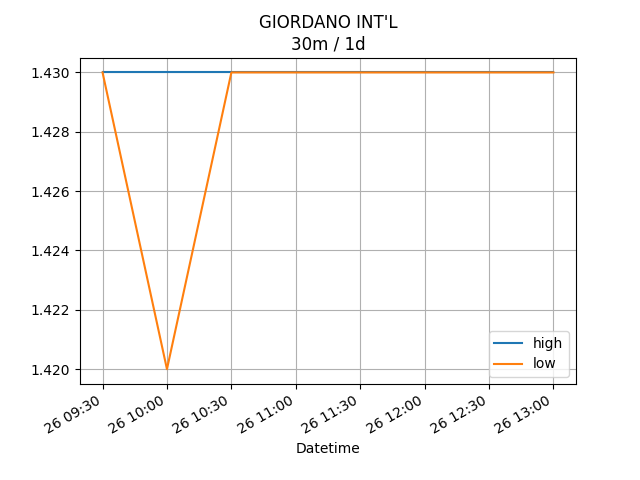 GIORDANO INT'L
30m / 1d
1.430
1.428
1.426
1.424
1.422
1.420
high
low
26 09:30
26 10:00
26 10:30
26 11:00
26 11:30
26 12:00
26 12:30
26 13:00
Datetime